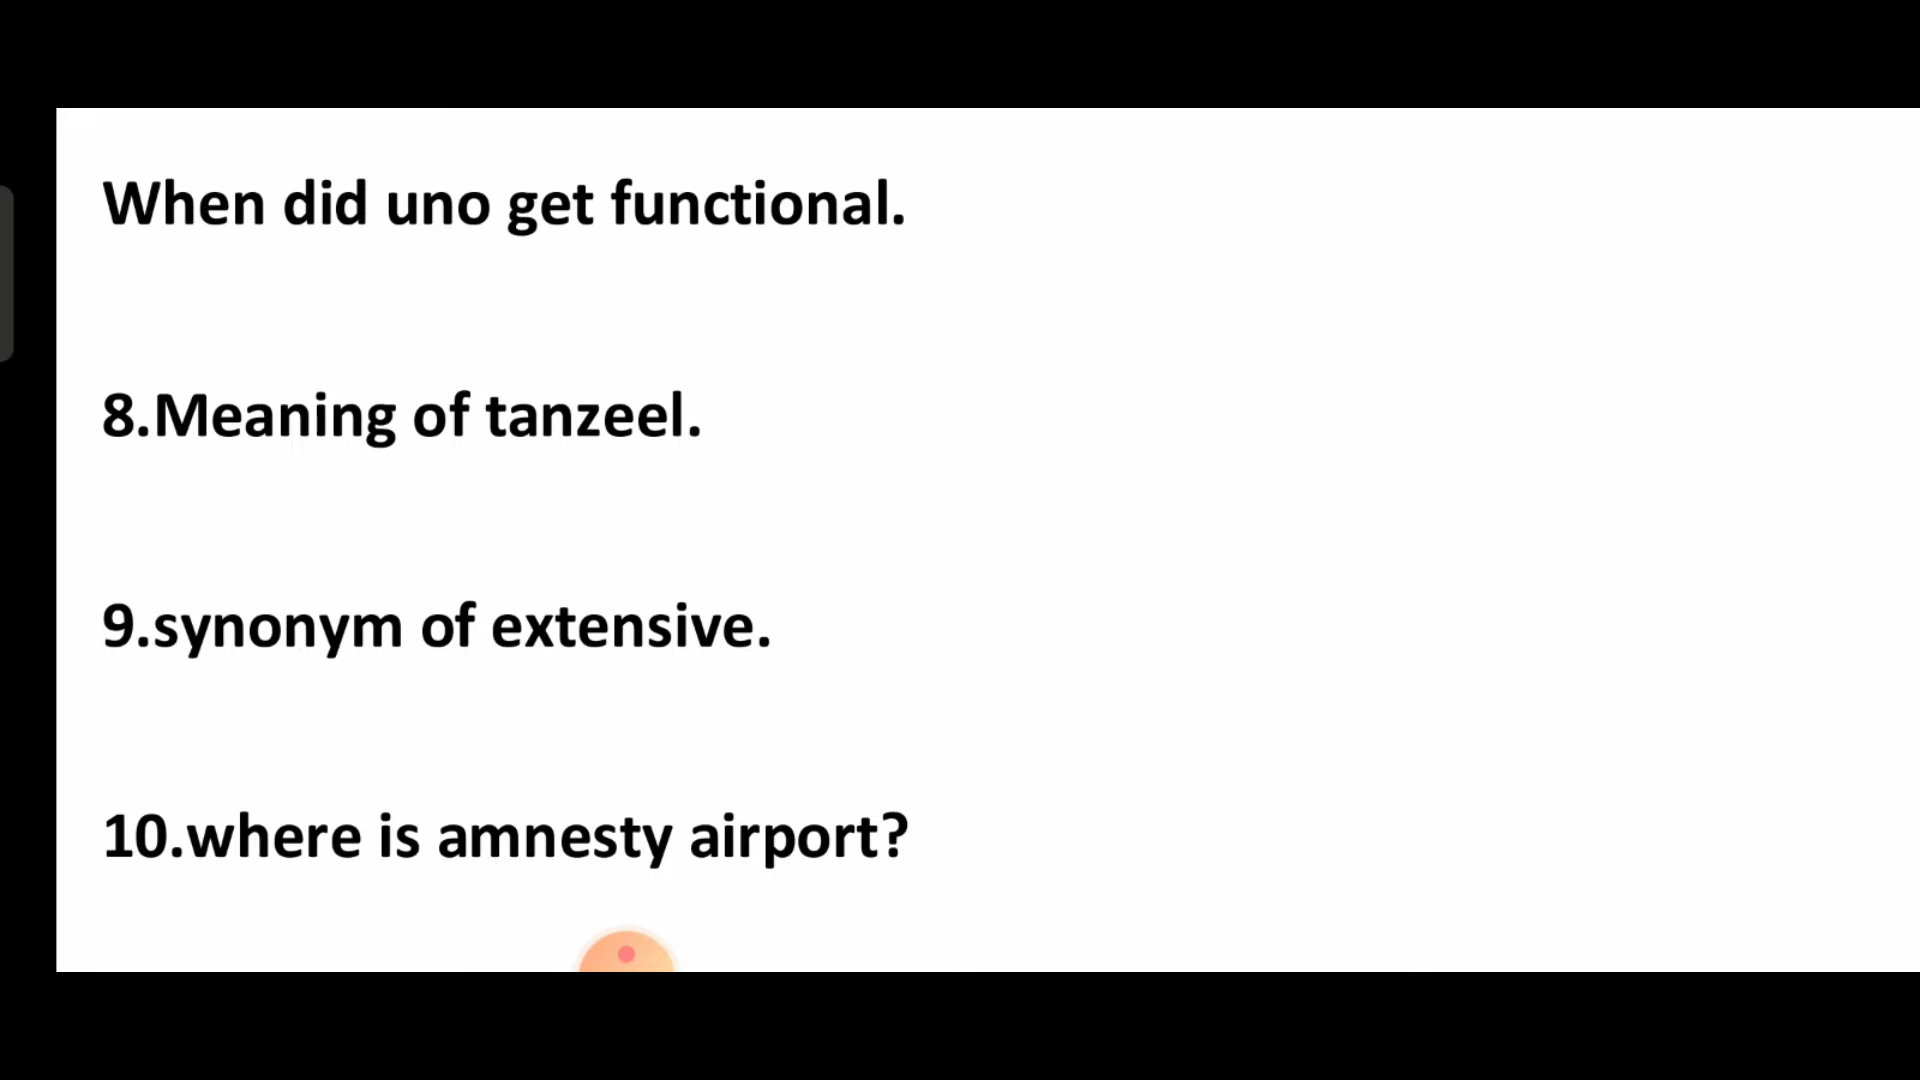 When did uno get functional.
8.Meaning of tanzeel.
9.synonym of extensive.
10.where is amnesty airport?